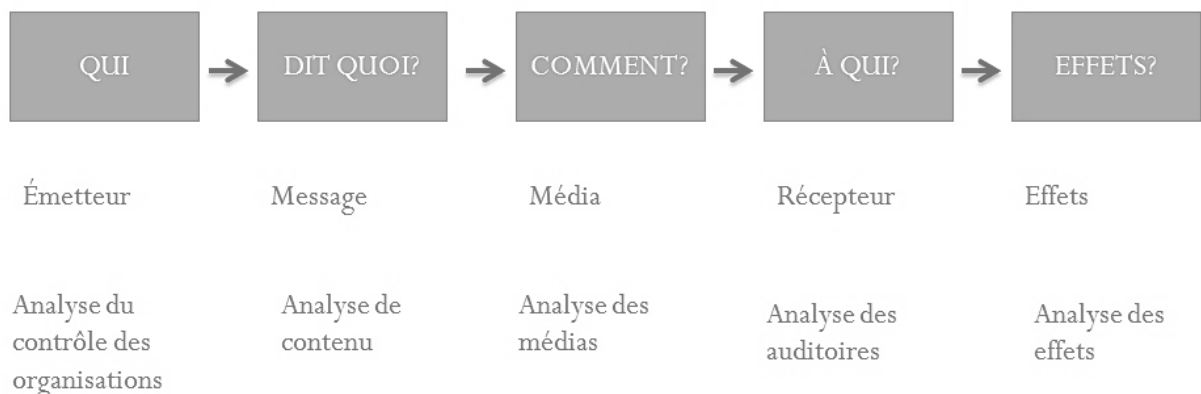 QUI
DIT QUOI?
COMMENT?
À QUI?
EFFETS?
Émetteur
Message
Média
Récepteur
Effets
Analyse du
contrôle des
organisations
Analyse de
contenu
Analyse des
médias
Analyse des
auditoires
Analyse des
effets